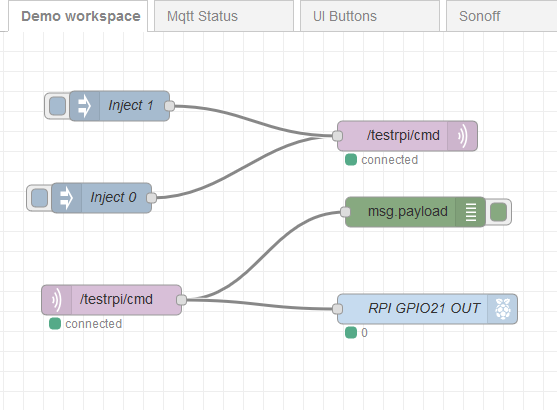 Demo workspace
Mqtt Status
UI Buttons
Sonoff
Inject 1
/testrpi/cmd
connected
Inject 0
msg.payload
/testrpi/cmd
connected
RPI GPIO21 OUT
0